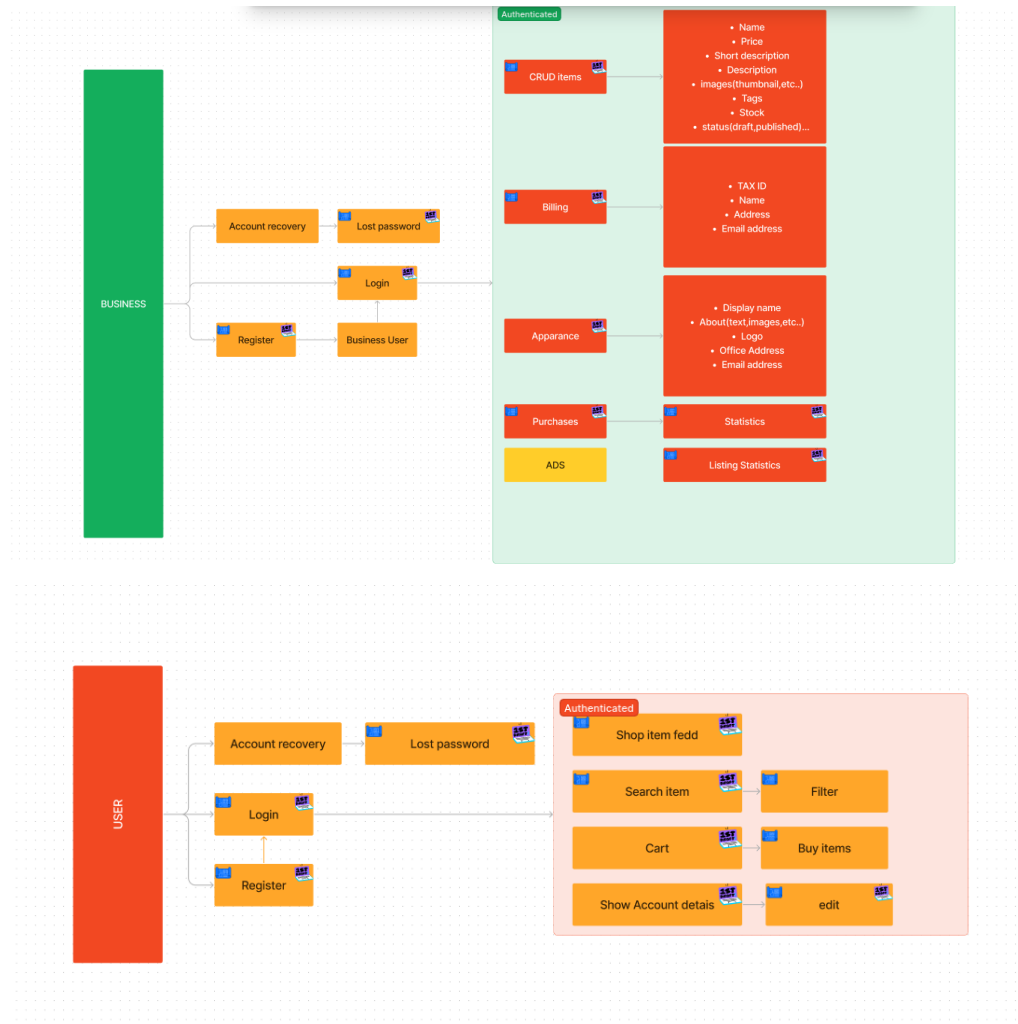 Authenticated
• Name
• Price
• Short description
• Description
• images(thumbnail,etc..)
• Tags
• Stock
• status(draft,published)...
CRUD items
• TAX ID
• Name
• Address
• Email address
Billing
Account recovery
Lost password
Login
BUSINESS
Register
Business User
• Display name
• About(text,images,etc..)
• Logo
• Office Address
• Email address
Apparance
Purchases
Statistics
ADS
Listing Statistics
USER
Account recovery
Lost password
Login
Register
Authenticated
Shop item fedd
Search item
Filter
Cart
Buy items
Show Account detais
edit